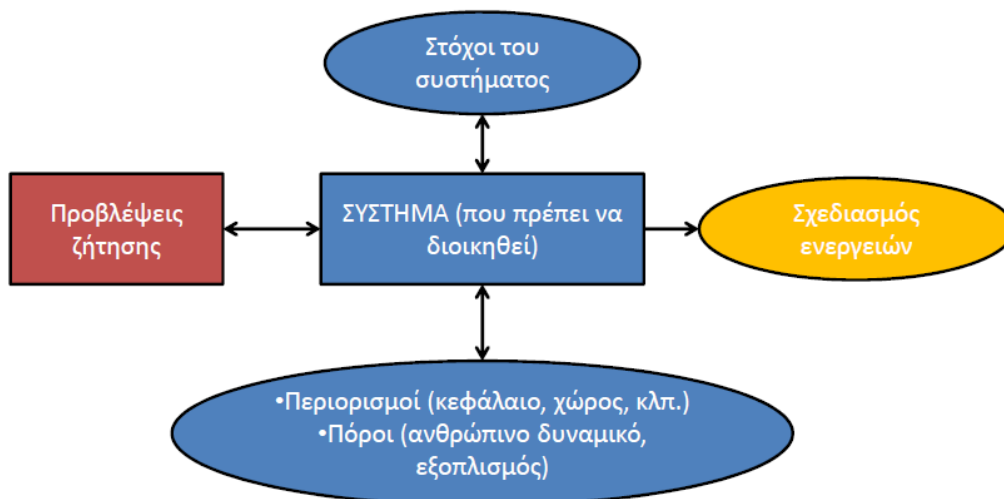 Στόχοι του
συστήματος
Προβλέψεις
ζήτησης
ΣΥΣΤΗΜΑ (που πρέπει να
διοικηθεί)
Σχεδιασμός
ενεργειών
•Περιορισμοί (κεφάλαιο, χώρος, κλπ.)
•Πόροι (ανθρώπινο δυναμικό,
εξοπλισμός)